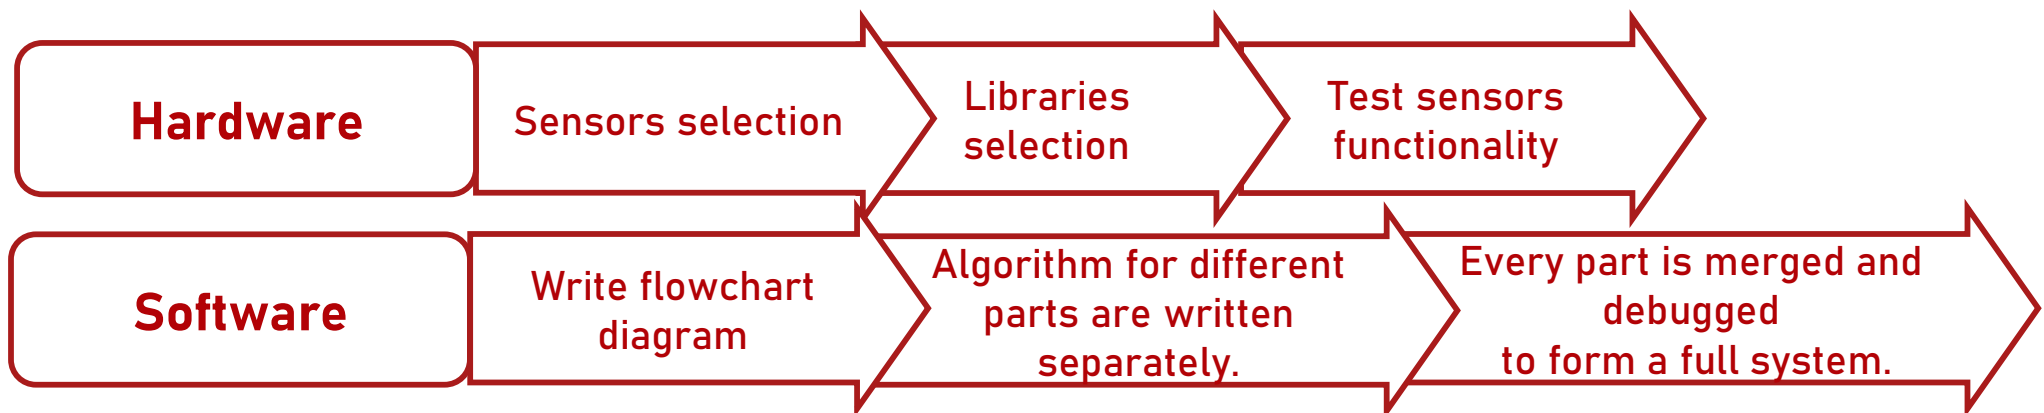 Hardware
Sensors selection
Libraries
selection
Test sensors
functionality
Software
Write flowchart
diagram
Algorithm for different
parts are written
separately.
Every part is merged and
debugged
to form a full system.